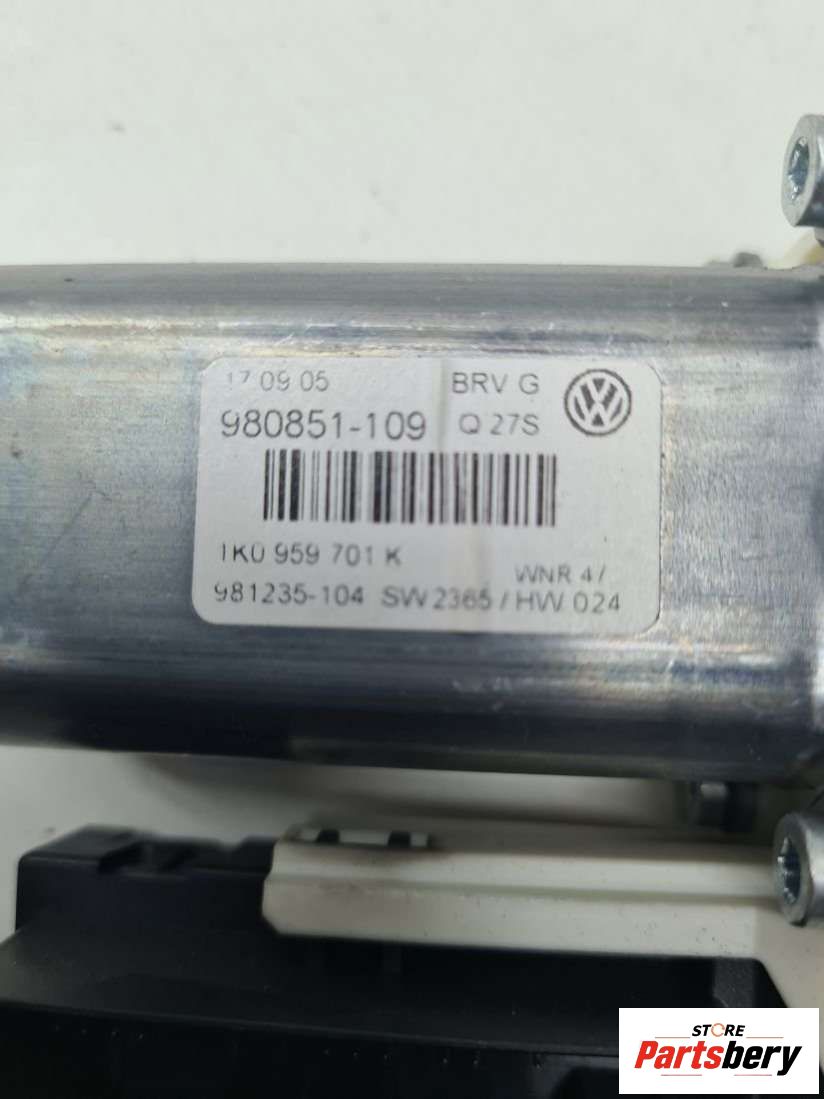 17 09 05 BRV G
980851-109 Q 27S
1K0 959 701 K
WNR 4/
981235-104 SW 2365 / HW 024
STORE
Partsbery